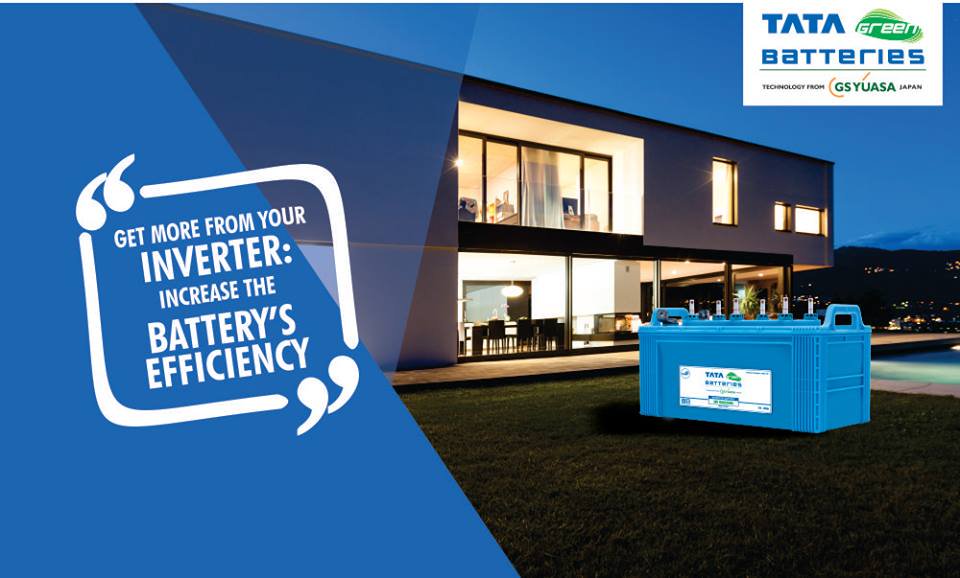 TATA Green
BATTERIES
TECHNOLOGY FROM GS YUASA JAPAN
GET MORE FROM YOUR
INVERTER:
INCREASE THE
BATTERY'S
EFFICIENCY
TATA Green
BATTERIES